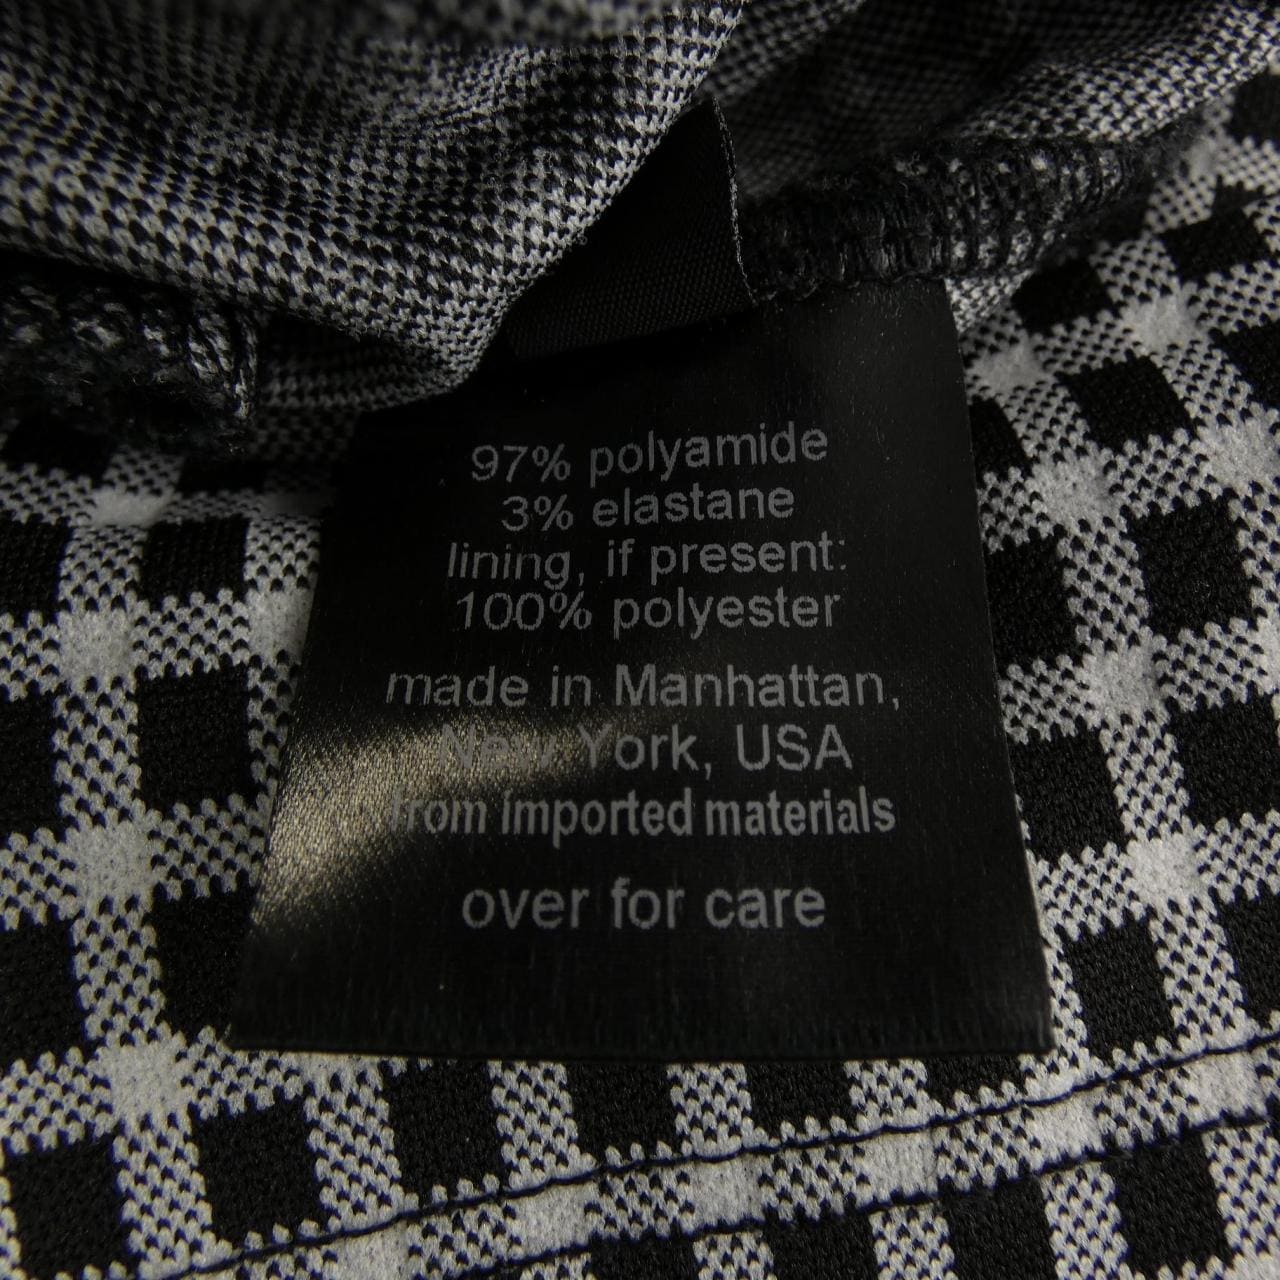 97% polyamide
3% elastane
lining, if present:
100% polyester
made in Manhattan,
New York, USA
from imported materials
over for care